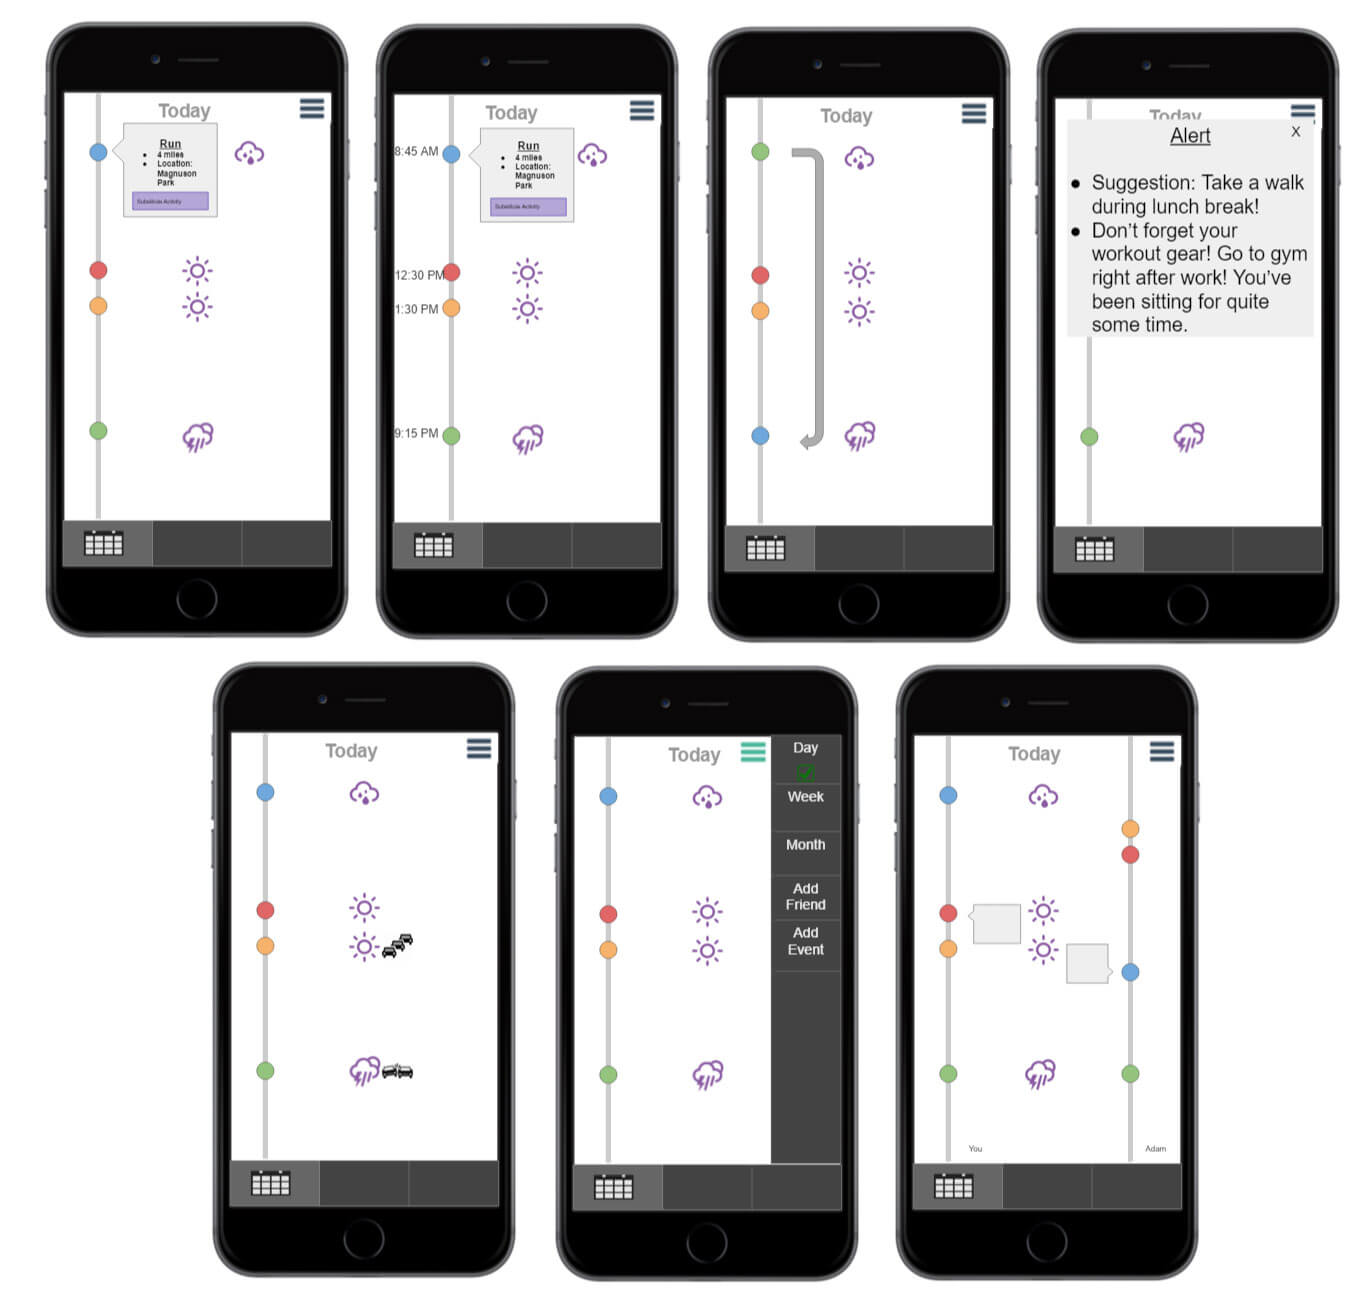 Today
Run
4 miles
Location:
Magnuson
Park
Substitute Activity
Today
8:45 AM
Run
4 miles
Location:
Magnuson
Park
Substitute Activity
12:30 PM
1:30 PM
9:15 PM
Today
Today
Alert
X
Suggestion: Take a walk
during lunch break!
Don't forget your
workout gear! Go to gym
right after work! You've
been sitting for quite
some time.
Today
Today
Day
Week
Month
Add
Friend
Add
Event
Today
You
Adam